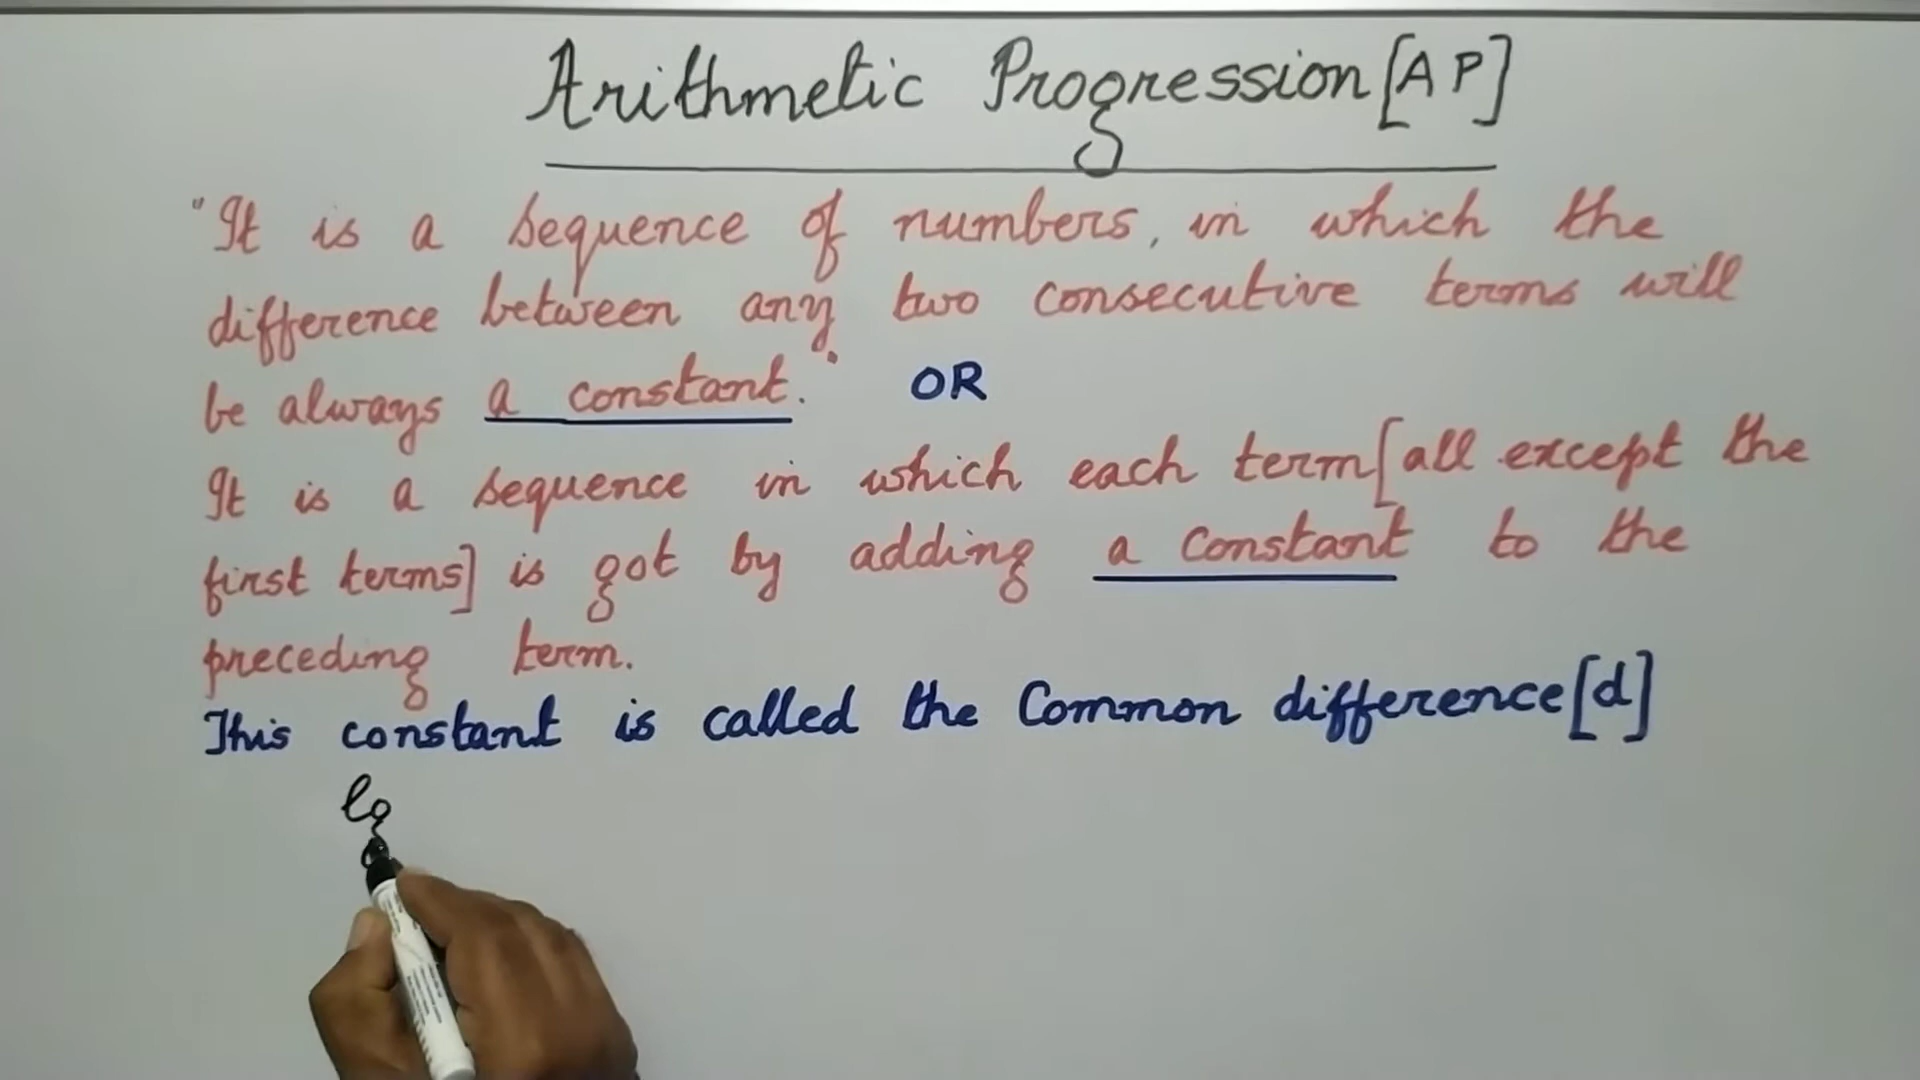 Arithmetic Progression [AP]
"It is a sequence of numbers, in which the
difference between any two consecutive terms will
be always a constant." OR
It is a sequence in which each term [all except the
first terms] is got by adding a constant to the
preceding term.
This constant is called the Common difference [d]
eg